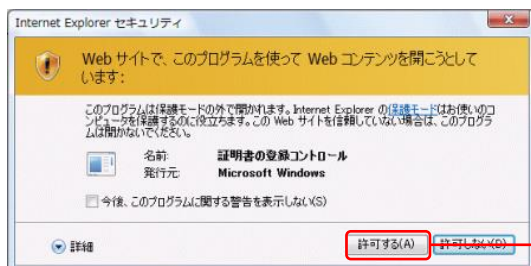 Internet Explorer セキュリティ
Web サイトで、このプログラムを使って Web コンテンツを開こうとして
います:
このプログラムは保護モードの外で開かれます。Internet Explorer の保護モードはお使いのコ
ンピュータを保護するのに役立ちます。この Web サイトを信頼していない場合は、このプログラ
ムは開かないでください。
名前: 証明書の登録コントロール
発行元: Microsoft Windows
今後、このプログラムに関する警告を表示しない(S)
詳細
許可する(A)
許可しない(D)